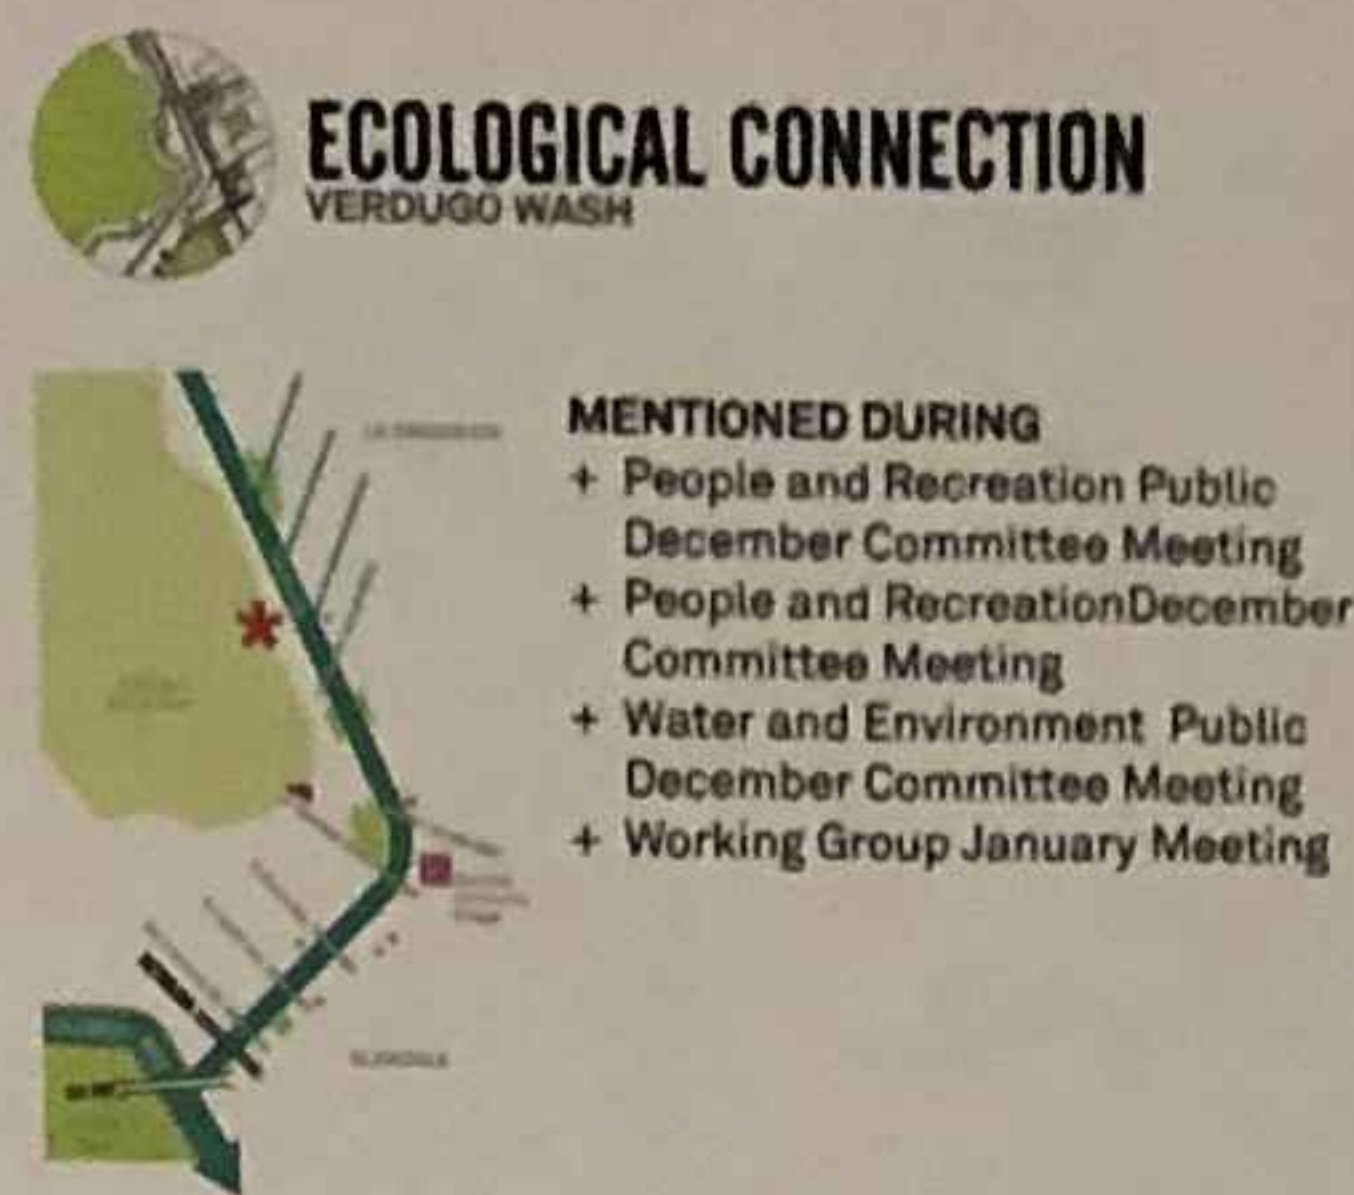 ECOLOGICAL CONNECTION
VERDUGO WASH
MENTIONED DURING
+ People and Recreation Public
December Committee Meeting
+ People and RecreationDecember
Committee Meeting
+ Water and Environment Public
December Committee Meeting
+ Working Group January Meeting
GLENDALE